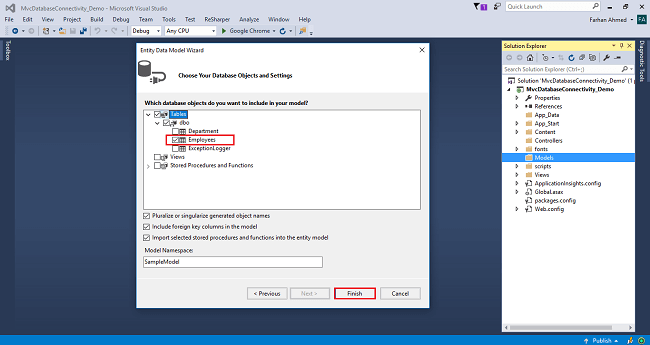 MvcDatabaseConnectivity_Demo - Microsoft Visual Studio
1
Quick Launch (Ctrl+Q)
File Edit View Project Build Debug Team Tools Test ReSharper Analyze Window Help
Farhan Ahmed FA
Debug Any CPU Google Chrome
Toolbox
Entity Data Model Wizard
Choose Your Database Objects and Settings
Which database objects do you want to include in your model?
Tables
dbo
Department
Employees
ExceptionLogger
Views
Stored Procedures and Functions
Pluralize or singularize generated object names
Include foreign key columns in the model
Import selected stored procedures and functions into the entity model
Model Namespace:
SampleModel
< Previous Next > Finish Cancel
Solution Explorer
Search Solution Explorer (Ctrl+;)
Solution 'MvcDatabaseConnectivity_Demo' (1 
MvcDatabaseConnectivity_Demo
Properties
References
App_Data
App_Start
Content
Controllers
fonts
Models
scripts
Views
ApplicationInsights.config
Global.asax
packages.config
Web.config
Diagnostic Tools
Publish